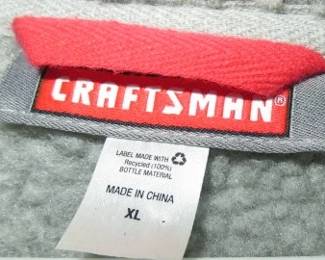 CRAFTSMAN®
LABEL MADE WITH
Recycled (100%)
BOTTLE MATERIAL
MADE IN CHINA
XL